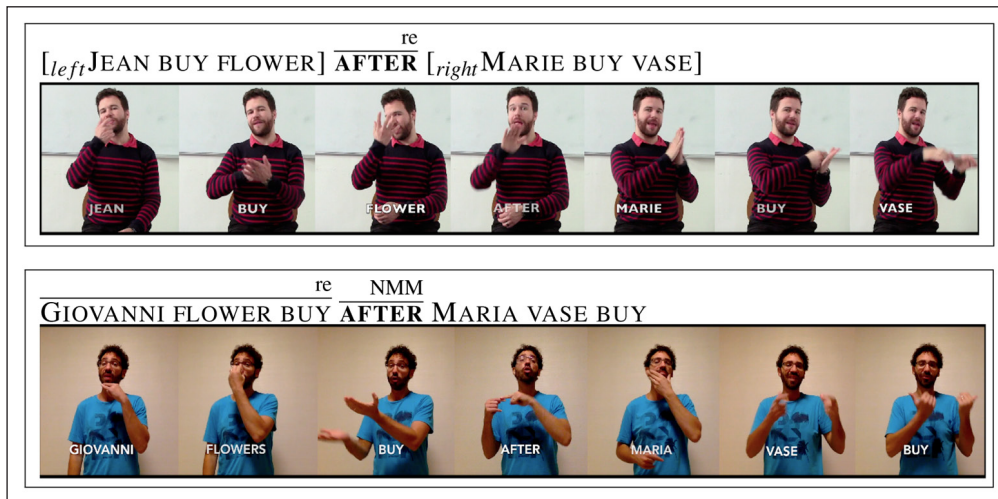 re
[leftJEAN BUY FLOWER] AFTER [rightMARIE BUY VASE]
JEAN BUY FLOWER AFTER MARIE BUY VASE
re NMM
GIOVANNI FLOWER BUY AFTER MARIA VASE BUY
GIOVANNI FLOWERS BUY AFTER MARIA VASE BUY